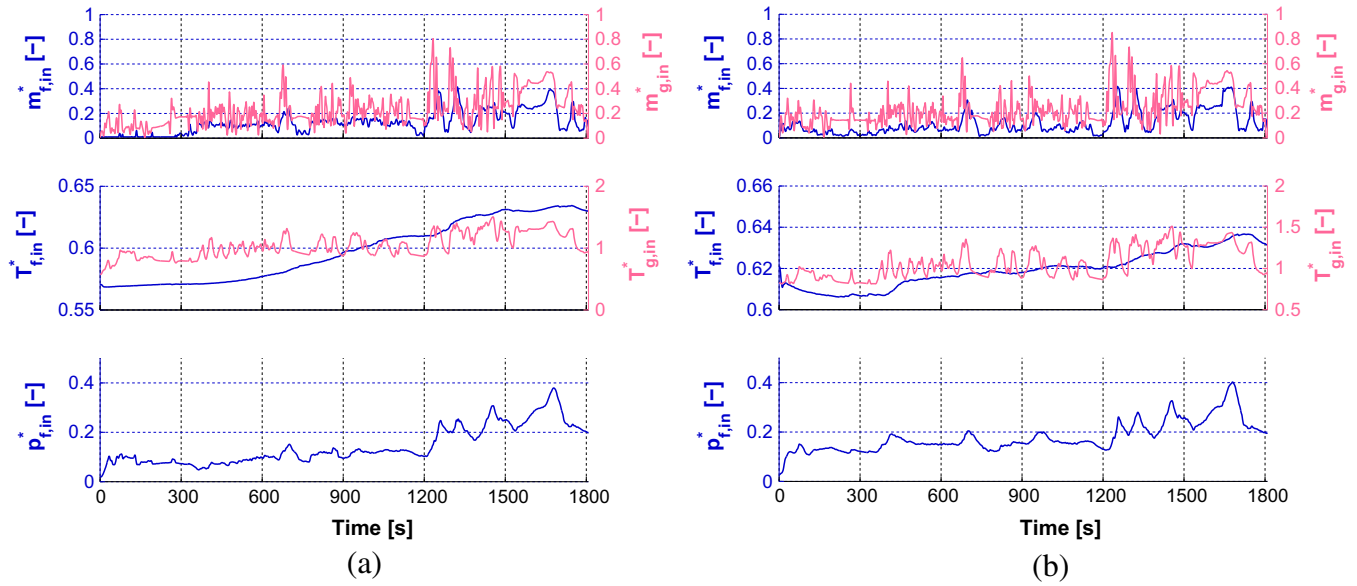 1 1 1 1
0.8 0.8 0.8 0.8
0.6 0.6 0.6 0.6
0.4 0.4 0.4 0.4
0.2 0.2 0.2 0.2
0 0 0 0
m*f,in [−] m*g,in [−] m*f,in [−] m*g,in [−]
0.65 2 0.66 2
0.64 1.5
0.6 1 0.62 1
0.55 0 0.6 0.5
T*f,in [−] T*g,in [−] T*f,in [−] T*g,in [−]
0.4 0.4
0.2 0.2
0 0
p*f,in [−] p*f,in [−]
0 300 600 900 1200 1500 1800 0 300 600 900 1200 1500 1800
Time [s] Time [s]
(a) (b)